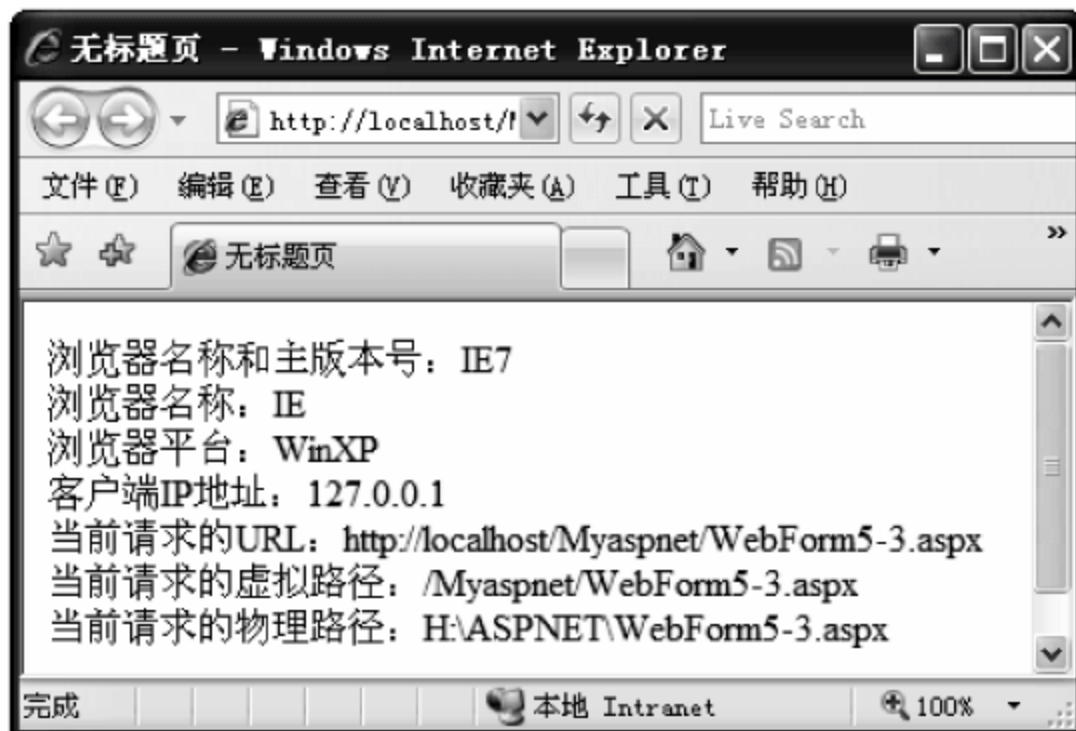 无标题页 - Windows Internet Explorer
http://localhost/M
Live Search
文件(F) 编辑(E) 查看(V) 收藏夹(A) 工具(T) 帮助(H)
无标题页
»
浏览器名称和主版本号：IE7
浏览器名称：IE
浏览器平台：WinXP
客户端IP地址：127.0.0.1
当前请求的URL：http://localhost/Myaspnet/WebForm5-3.aspx
当前请求的虚拟路径：/Myaspnet/WebForm5-3.aspx
当前请求的物理路径：H:\ASPNET\WebForm5-3.aspx
完成 本地 Intranet 100%